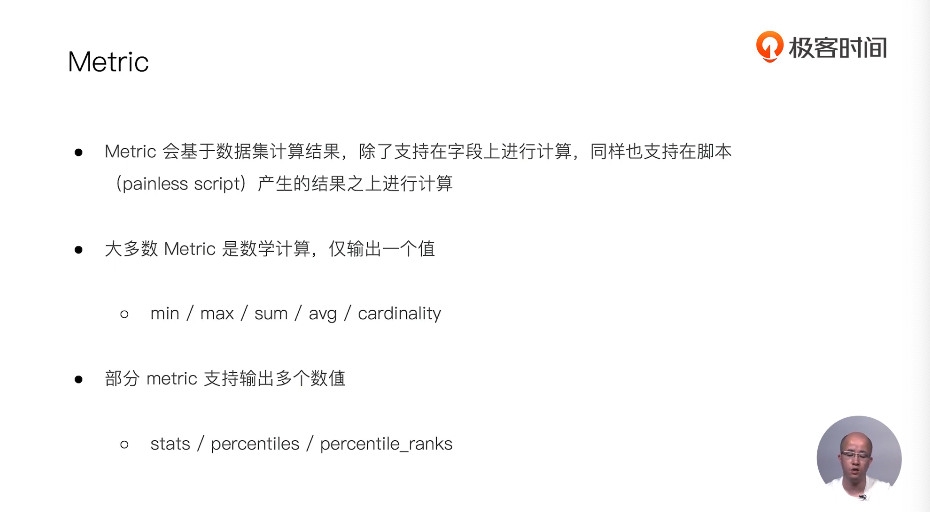 极客时间
Metric
Metric 会基于数据集计算结果，除了支持在字段上进行计算，同样也支持在脚本
（painless script）产生的结果之上进行计算
大多数 Metric 是数学计算，仅输出一个值
min / max / sum / avg / cardinality
部分 metric 支持输出多个数值
stats / percentiles / percentile_ranks